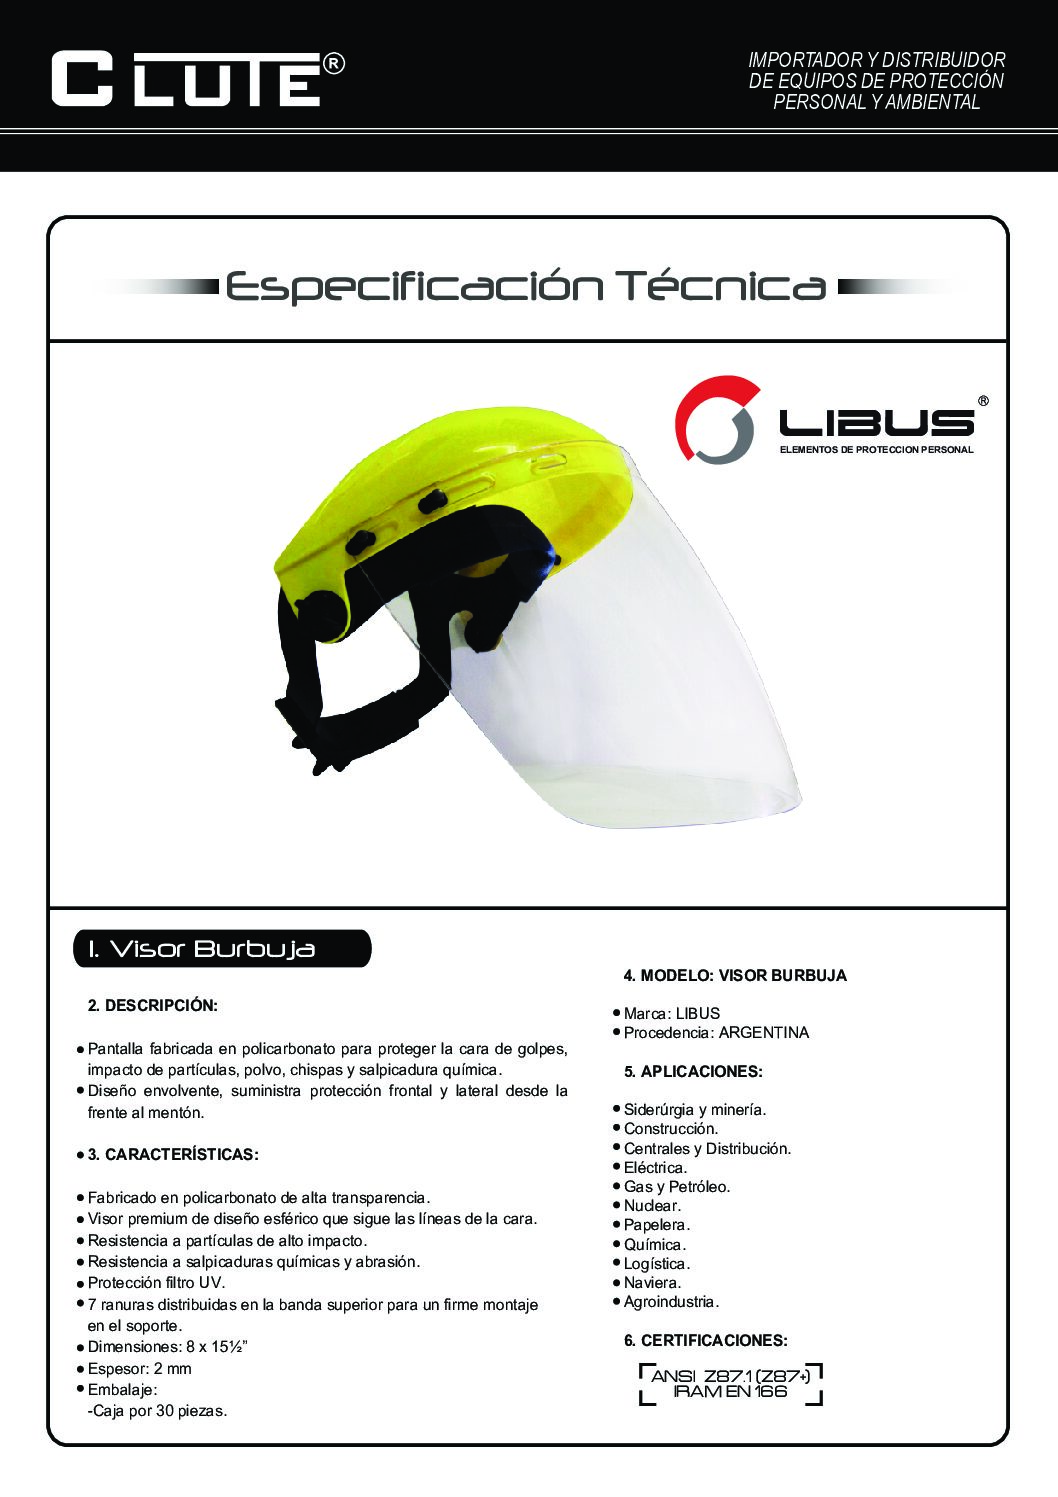 C LUTE®
IMPORTADOR Y DISTRIBUIDOR
DE EQUIPOS DE PROTECCIÓN
PERSONAL Y AMBIENTAL
Especificación Técnica
LIBUS®
ELEMENTOS DE PROTECCION PERSONAL
1. Visor Burbuja
2. DESCRIPCIÓN:
● Pantalla fabricada en policarbonato para proteger la cara de golpes,
impacto de partículas, polvo, chispas y salpicadura química.
● Diseño envolvente, suministra protección frontal y lateral desde la
frente al mentón.
● 3. CARACTERÍSTICAS:
● Fabricado en policarbonato de alta transparencia.
● Visor premium de diseño esférico que sigue las líneas de la cara.
● Resistencia a partículas de alto impacto.
● Resistencia a salpicaduras químicas y abrasión.
● Protección filtro UV.
● 7 ranuras distribuidas en la banda superior para un firme montaje
en el soporte.
● Dimensiones: 8 x 15½”
● Espesor: 2 mm
● Embalaje:
-Caja por 30 piezas.
4. MODELO: VISOR BURBUJA
● Marca: LIBUS
● Procedencia: ARGENTINA
5. APLICACIONES:
● Siderúrgia y minería.
● Construcción.
● Centrales y Distribución.
● Eléctrica.
● Gas y Petróleo.
● Nuclear.
● Papelera.
● Química.
● Logística.
● Naviera.
● Agroindustria.
6. CERTIFICACIONES:
ANSI Z87.1 (Z87+)
IRAM EN 166